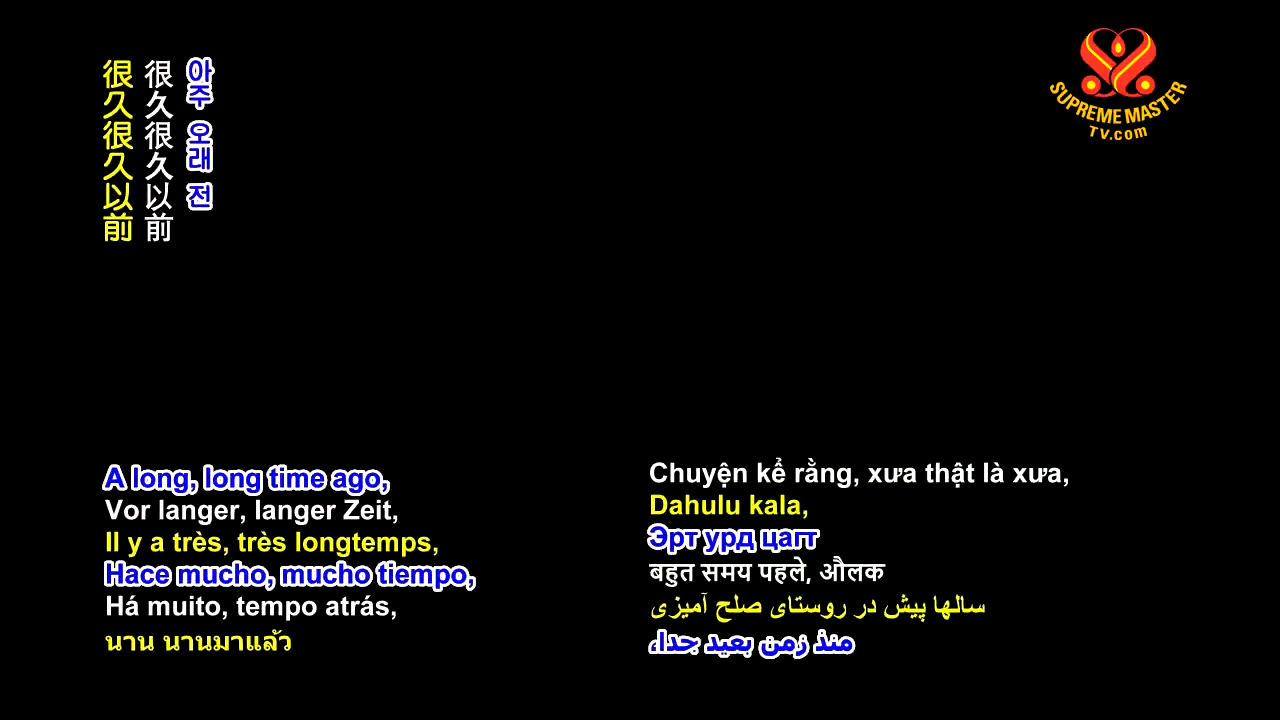 很久很久以前
很久很久以前
아주 오래 전
SUPREME MASTER
TV.com
A long, long time ago,
Vor langer, langer Zeit,
Il y a très, très longtemps,
Hace mucho, mucho tiempo,
Há muito, tempo atrás,
นาน นานมาแล้ว
Chuyện kể rằng, xưa thật là xưa,
Dahulu kala,
Эрт урд цагт
बहुत समय पहले, औलक
سالها پیش در روستای صلح آمیزی
منذ زمن بعيد جدا،